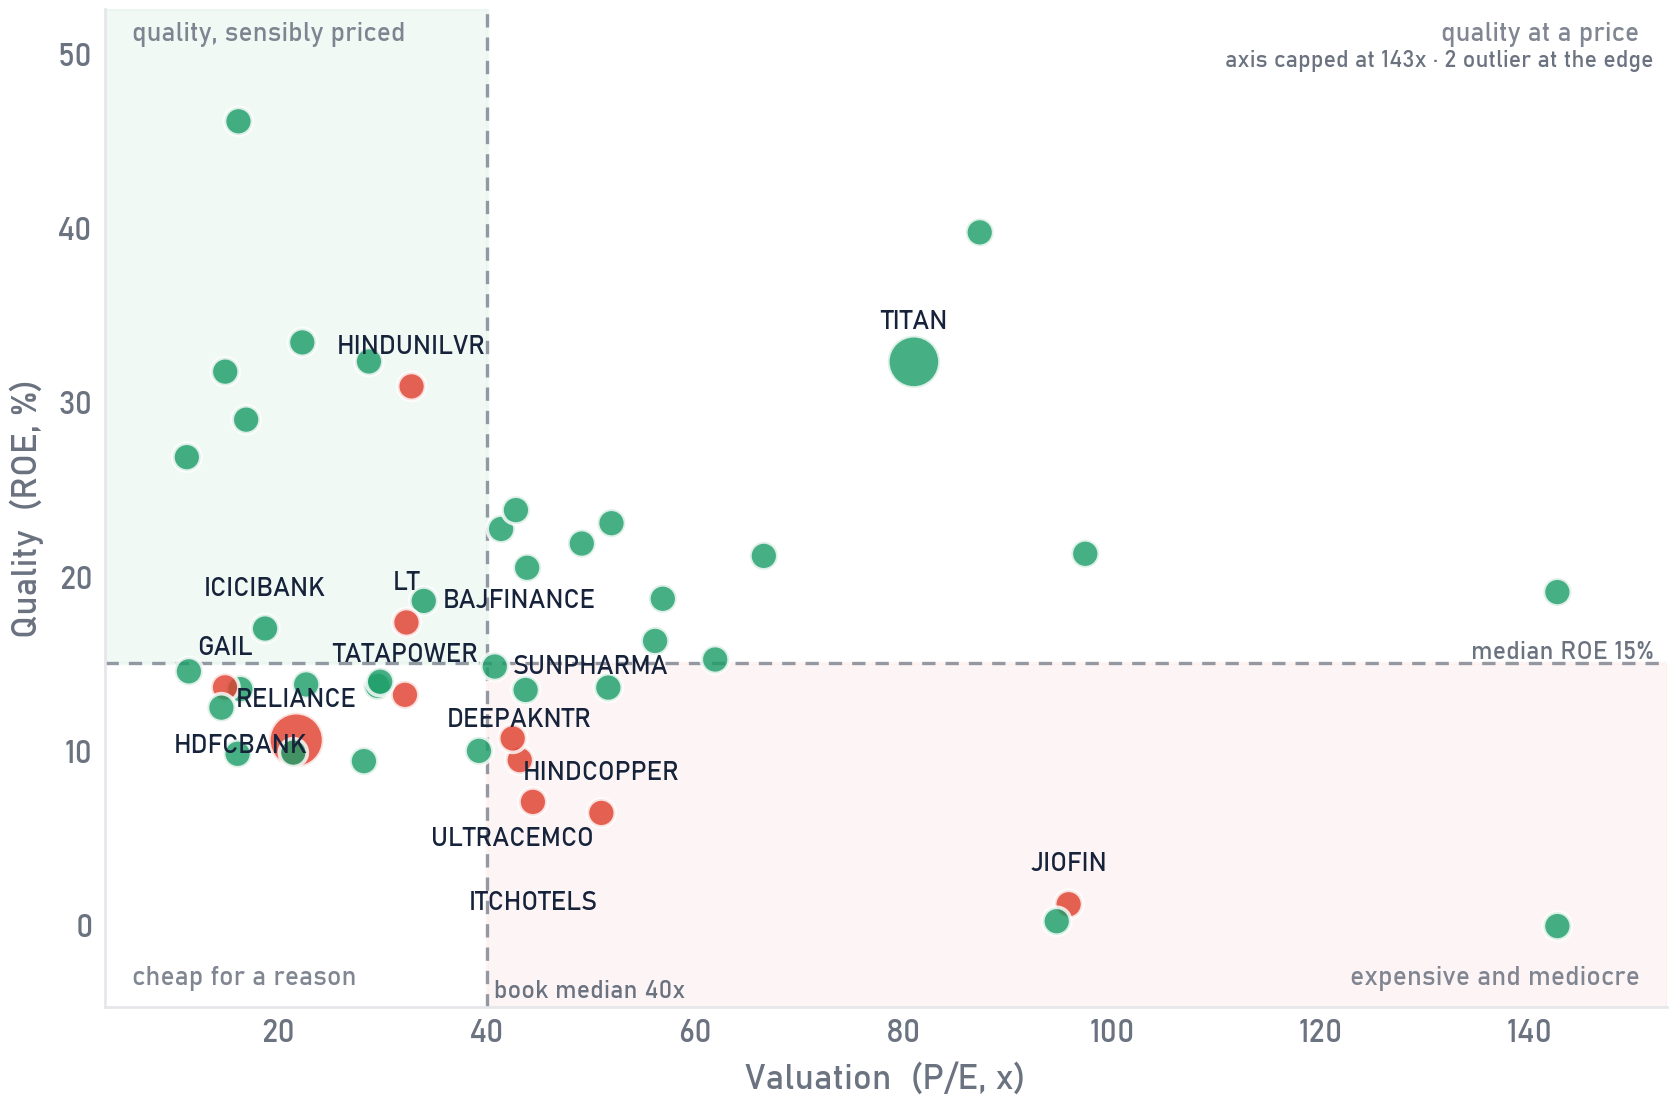 quality, sensibly priced
quality at a price
axis capped at 143x · 2 outlier at the edge
50
40
30
20
10
0
Quality (ROE, %)
TITAN
HINDUNILVR
ICICIBANK
LT
BAJFINANCE
GAIL
TATAPOWER
SUNPHARMA
median ROE 15%
RELIANCE
DEEPAKNTR
HDFCBANK
HINDCOPPER
ULTRACEMCO
JIOFIN
ITCHOTELS
cheap for a reason
book median 40x
expensive and mediocre
20
40
60
80
100
120
140
Valuation (P/E, x)